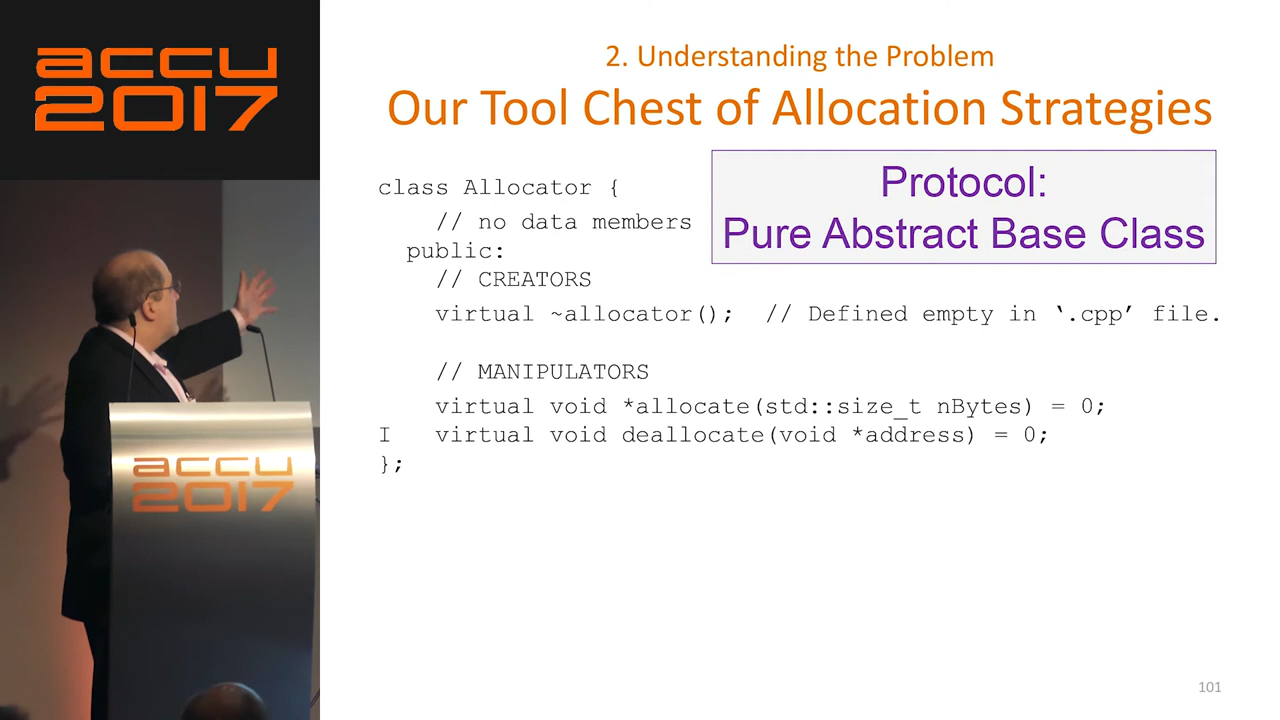 accu
2017
2. Understanding the Problem
Our Tool Chest of Allocation Strategies
Protocol:
Pure Abstract Base Class
class Allocator {
// no data members
public:
// CREATORS
virtual ~allocator(); // Defined empty in ‘.cpp’ file.
// MANIPULATORS
virtual void *allocate(std::size_t nBytes) = 0;
virtual void deallocate(void *address) = 0;
};
accu
2017
101